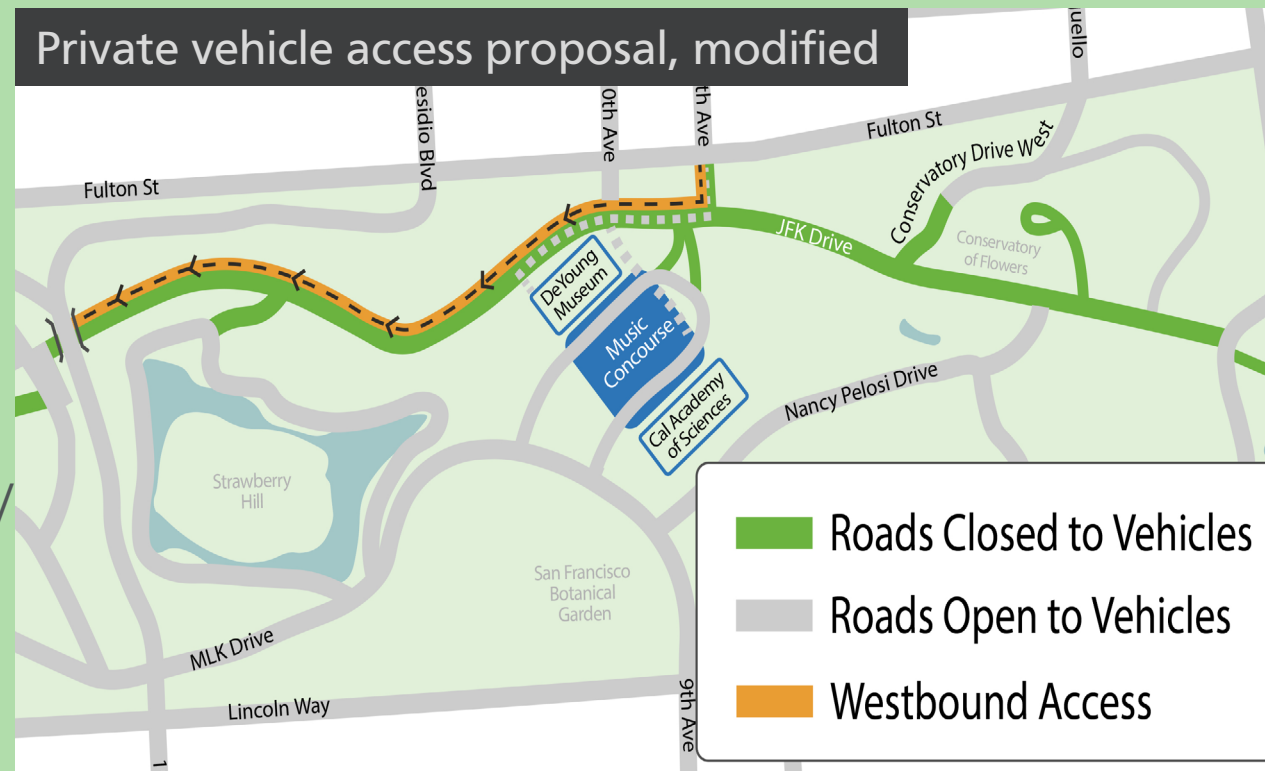 Private vehicle access proposal, modified
uello
esidio Blvd
0th Ave
th Ave
Fulton St
Fulton St
Conservatory Drive West
JFK Drive
Conservatory
of Flowers
DeYoung
Museum
Music
Concourse
Cal Academy
of Sciences
Nancy Pelosi Drive
Strawberry
Hill
San Francisco
Botanical
Garden
MLK Drive
Lincoln Way
9th Ave
1
Roads Closed to Vehicles
Roads Open to Vehicles
Westbound Access